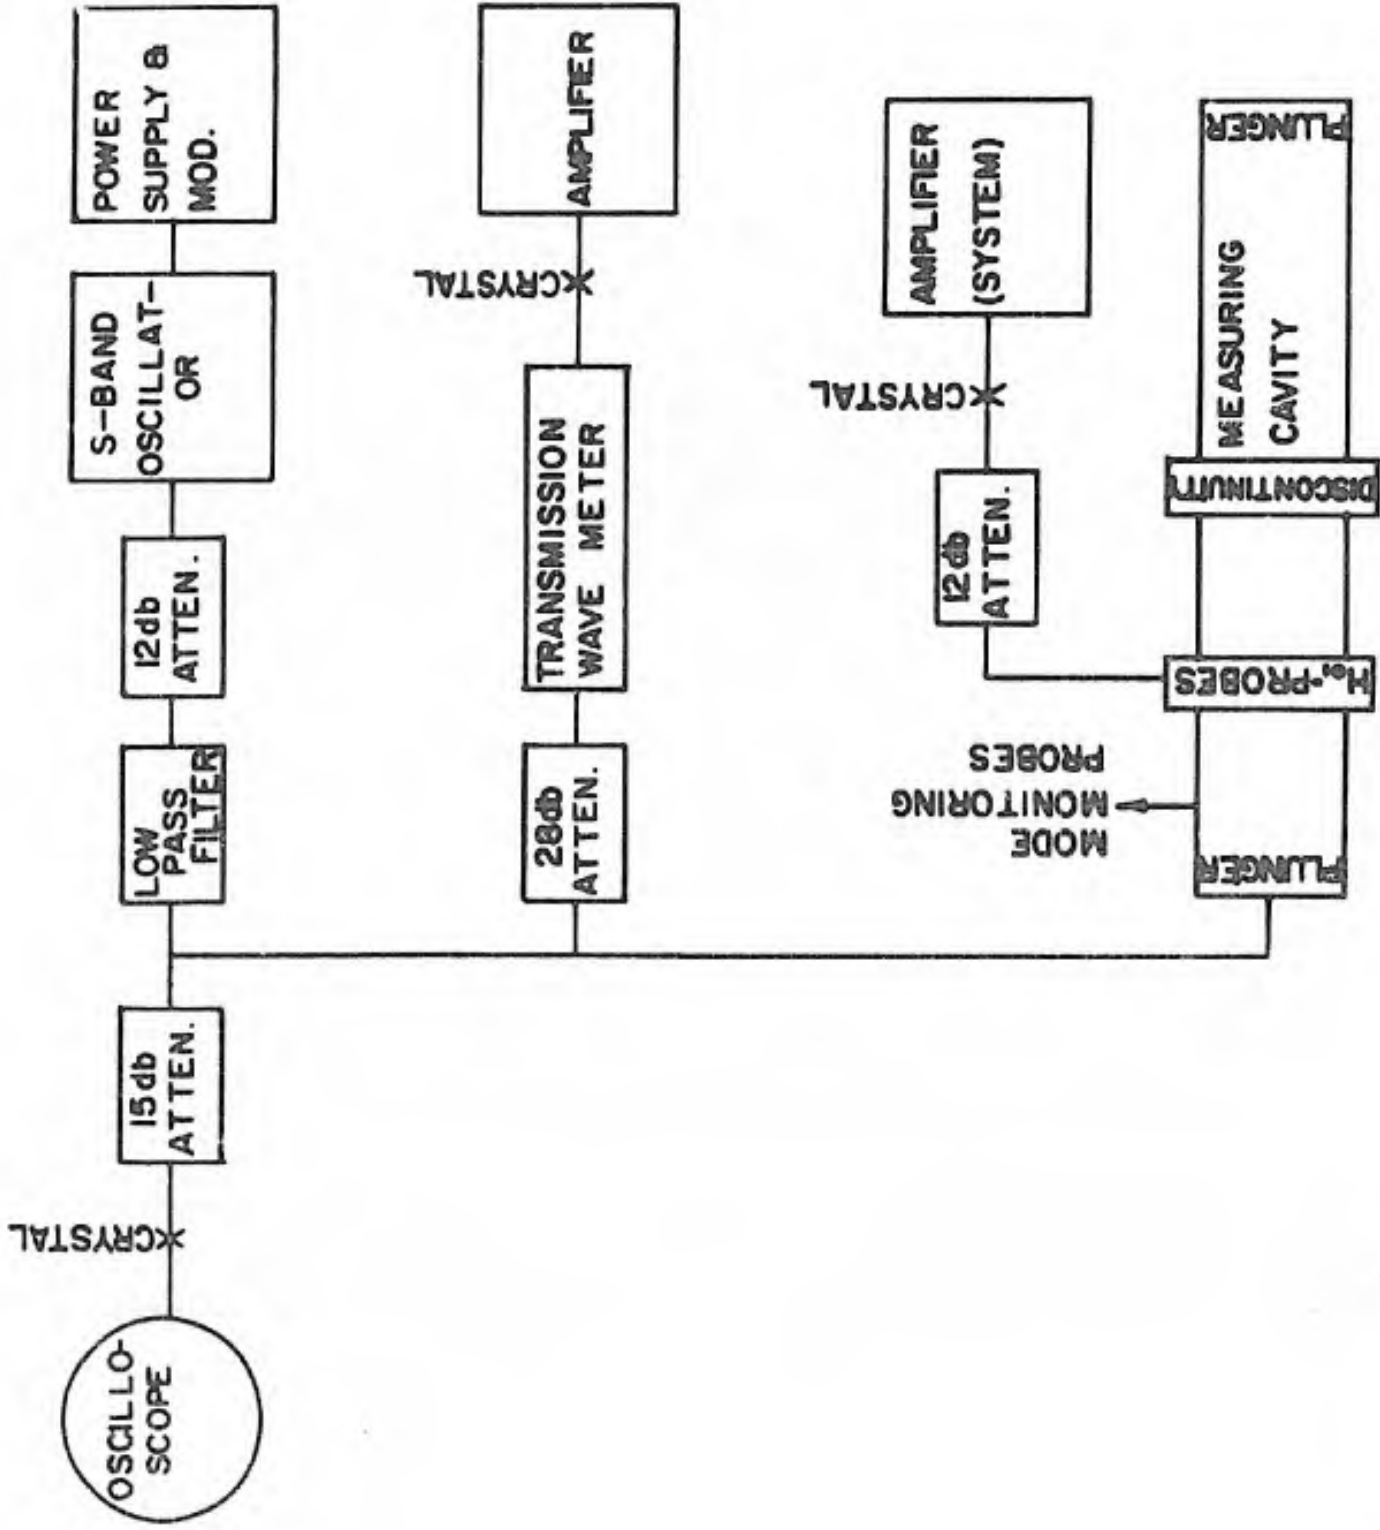 OSCILLO-
SCOPE
CRYSTAL
15db
ATTEN.
LOW
PASS
FILTER
12db
ATTEN.
S-BAND
OSCILLAT-
OR
POWER
SUPPLY &
MOD.
28db
ATTEN.
TRANSMISSION
WAVE METER
CRYSTAL
AMPLIFIER
12db
ATTEN.
CRYSTAL
AMPLIFIER
(SYSTEM)
MODE
MONITORING
PROBES
PLUNGER
H₀₁-PROBES
DISCONTINUITY
MEASURING
CAVITY
PLUNGER